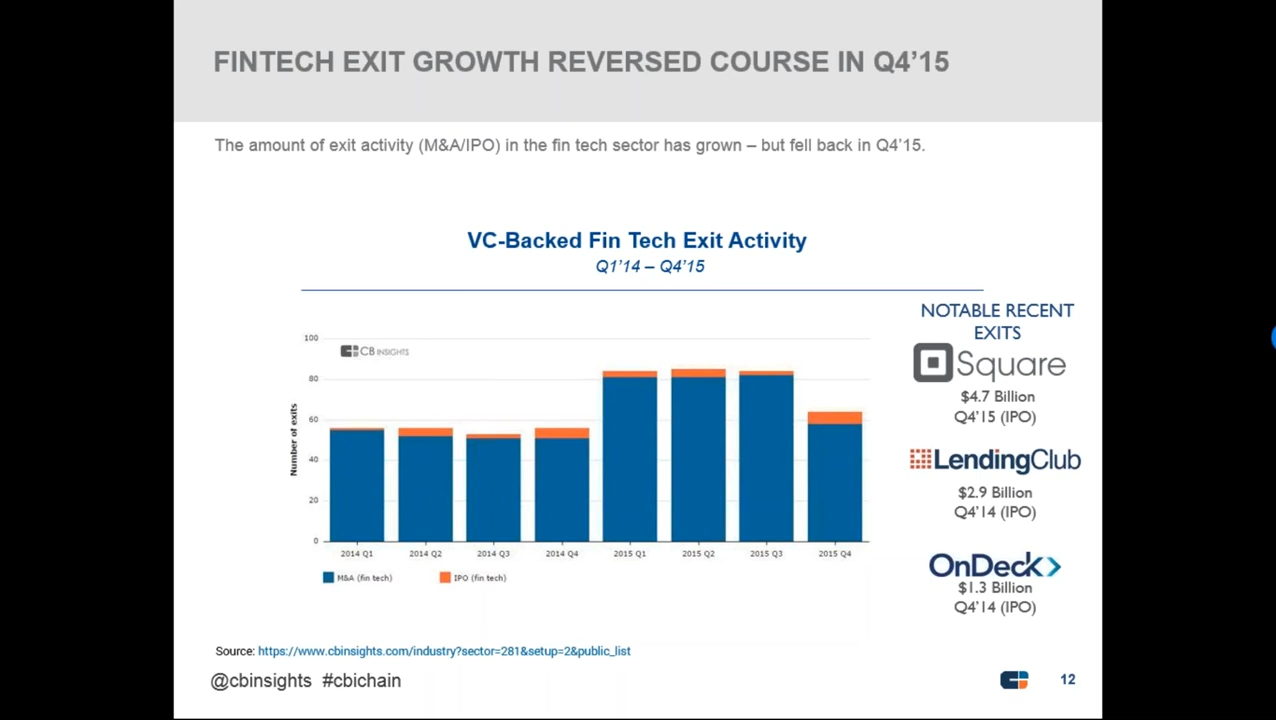 FINTECH EXIT GROWTH REVERSED COURSE IN Q4’15
The amount of exit activity (M&A/IPO) in the fin tech sector has grown – but fell back in Q4’15.
VC-Backed Fin Tech Exit Activity
Q1’14 – Q4’15
CB INSIGHTS
Number of exits
100
80
60
40
20
0
2014 Q1 2014 Q2 2014 Q3 2014 Q4 2015 Q1 2015 Q2 2015 Q3 2015 Q4
M&A (fin tech) IPO (fin tech)
NOTABLE RECENT
EXITS
Square
$4.7 Billion
Q4’15 (IPO)
LendingClub
$2.9 Billion
Q4’14 (IPO)
OnDeck
$1.3 Billion
Q4’14 (IPO)
Source: https://www.cbinsights.com/industry?sector=281&setup=2&public_list
@cbinsights #cbichain
12